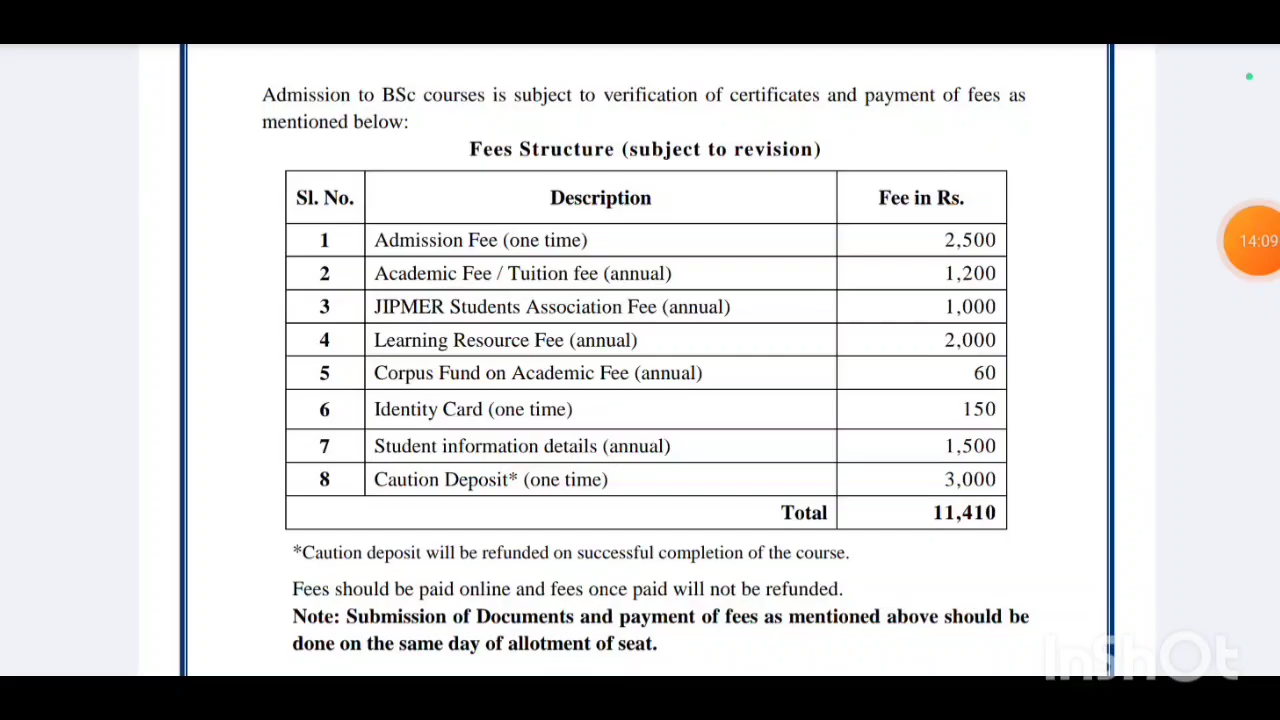 Admission to BSc courses is subject to verification of certificates and payment of fees as
mentioned below:
Fees Structure (subject to revision)
Sl. No. Description Fee in Rs.
1 Admission Fee (one time) 2,500
2 Academic Fee / Tuition fee (annual) 1,200
3 JIPMER Students Association Fee (annual) 1,000
4 Learning Resource Fee (annual) 2,000
5 Corpus Fund on Academic Fee (annual) 60
6 Identity Card (one time) 150
7 Student information details (annual) 1,500
8 Caution Deposit* (one time) 3,000
Total 11,410
*Caution deposit will be refunded on successful completion of the course.
Fees should be paid online and fees once paid will not be refunded.
Note: Submission of Documents and payment of fees as mentioned above should be
done on the same day of allotment of seat.
14:09
InShOt